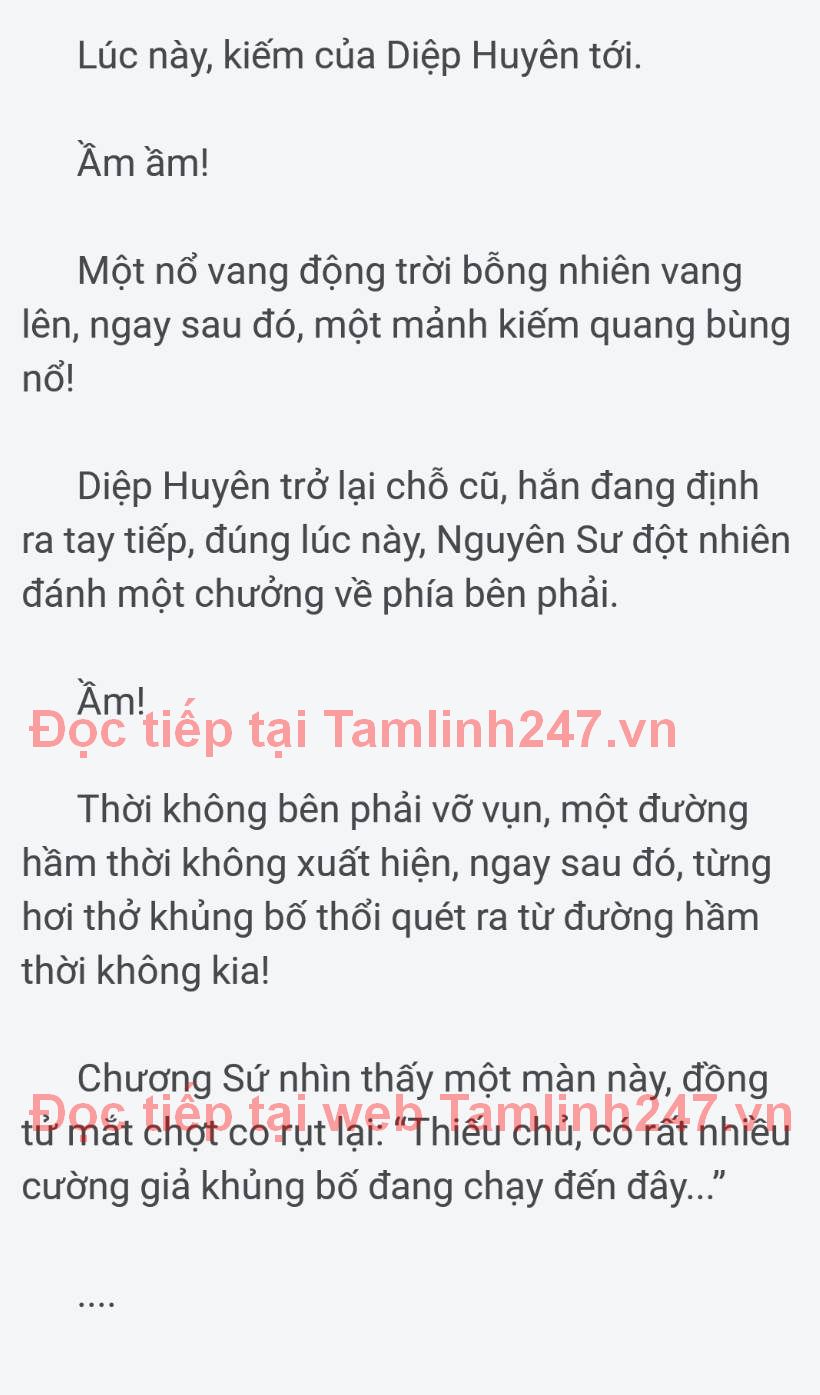 Lúc này, kiếm của Diệp Huyên tới.
Ầm ầm!
Một nổ vang động trời bỗng nhiên vang
lên, ngay sau đó, một mảnh kiếm quang bùng
nổ!
Diệp Huyên trở lại chỗ cũ, hắn đang định
ra tay tiếp, đúng lúc này, Nguyên Sư đột nhiên
đánh một chưởng về phía bên phải.
Ầm!
Đọc tiếp tại Tamlinh247.vn
Thời không bên phải vỡ vụn, một đường
hầm thời không xuất hiện, ngay sau đó, từng
hơi thở khủng bố thổi quét ra từ đường hầm
thời không kia!
Chương Sứ nhìn thấy một màn này, đồng
Đọc tiếp tại web Tamlinh247.vn
tử mắt chợt co rụt lại: “Thiếu chủ, có rất nhiều
cường giả khủng bố đang chạy đến đây...”
....